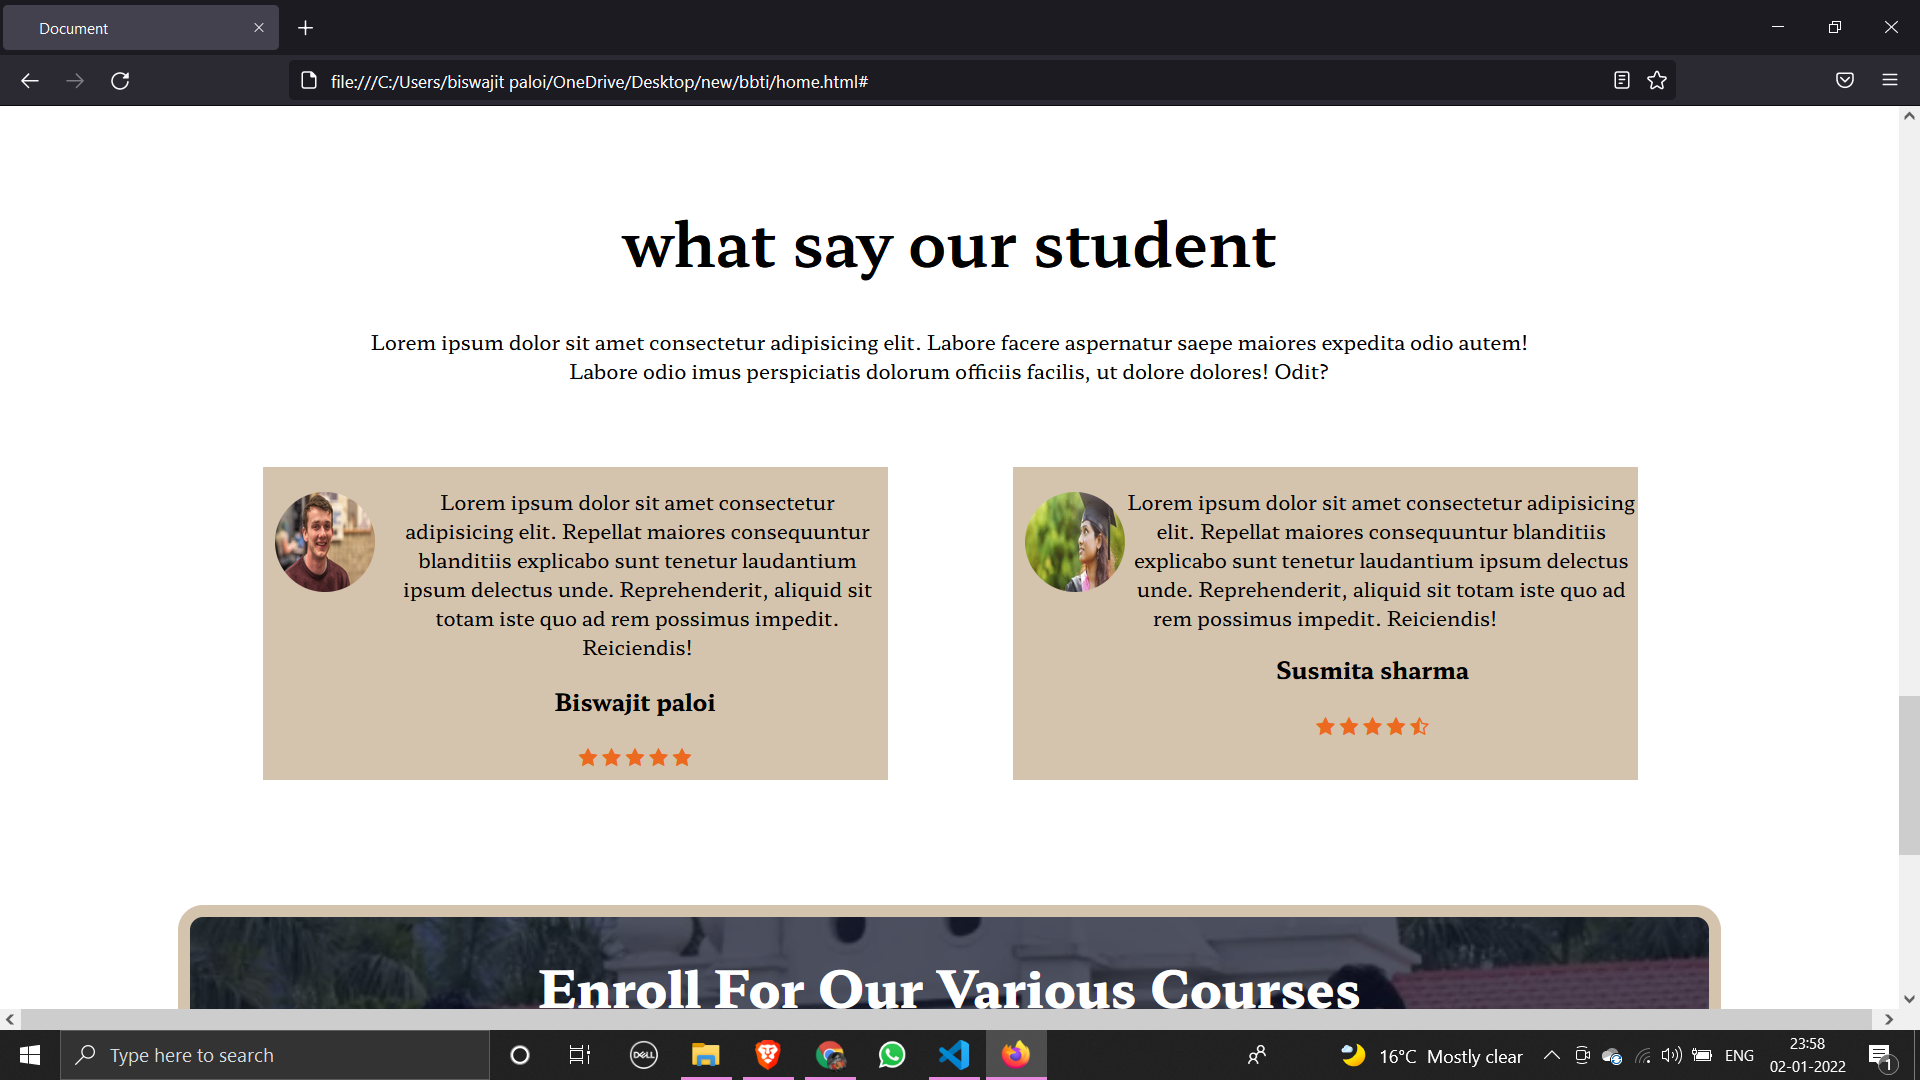 Document
file:///C:/Users/biswajit paloi/OneDrive/Desktop/new/bbti/home.html#
what say our student
Lorem ipsum dolor sit amet consectetur adipisicing elit. Labore facere aspernatur saepe maiores expedita odio autem!
Labore odio imus perspiciatis dolorum officiis facilis, ut dolore dolores! Odit?
Lorem ipsum dolor sit amet consectetur
adipisicing elit. Repellat maiores consequuntur
blanditiis explicabo sunt tenetur laudantium
ipsum delectus unde. Reprehenderit, aliquid sit
totam iste quo ad rem possimus impedit.
Reiciendis!
Biswajit paloi
Lorem ipsum dolor sit amet consectetur adipisicing
elit. Repellat maiores consequuntur blanditiis
explicabo sunt tenetur laudantium ipsum delectus
unde. Reprehenderit, aliquid sit totam iste quo ad
rem possimus impedit. Reiciendis!
Susmita sharma
Enroll For Our Various Courses
Type here to search
DELL
16°C Mostly clear
ENG
23:58
02-01-2022
1